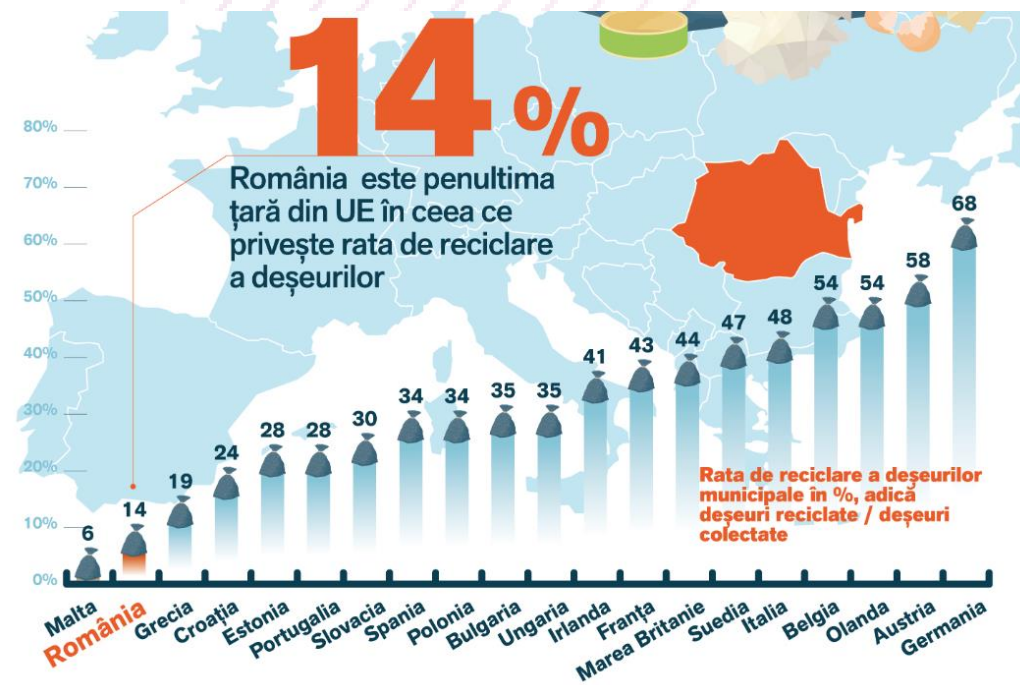 14%
România este penultima
țară din UE în ceea ce
privește rata de reciclare
a deșeurilor
80%
70%
60%
50%
40%
30%
20%
10%
0%
6
14
19
24
28
28
30
34
34
35
35
41
43
44
47
48
54
54
58
68
Rata de reciclare a deșeurilor
municipale în %, adică
deșeuri reciclate / deșeuri
colectate
Malta
România
Grecia
Croația
Estonia
Portugalia
Slovacia
Spania
Polonia
Bulgaria
Ungaria
Irlanda
Franța
Marea Britanie
Suedia
Italia
Belgia
Olanda
Austria
Germania